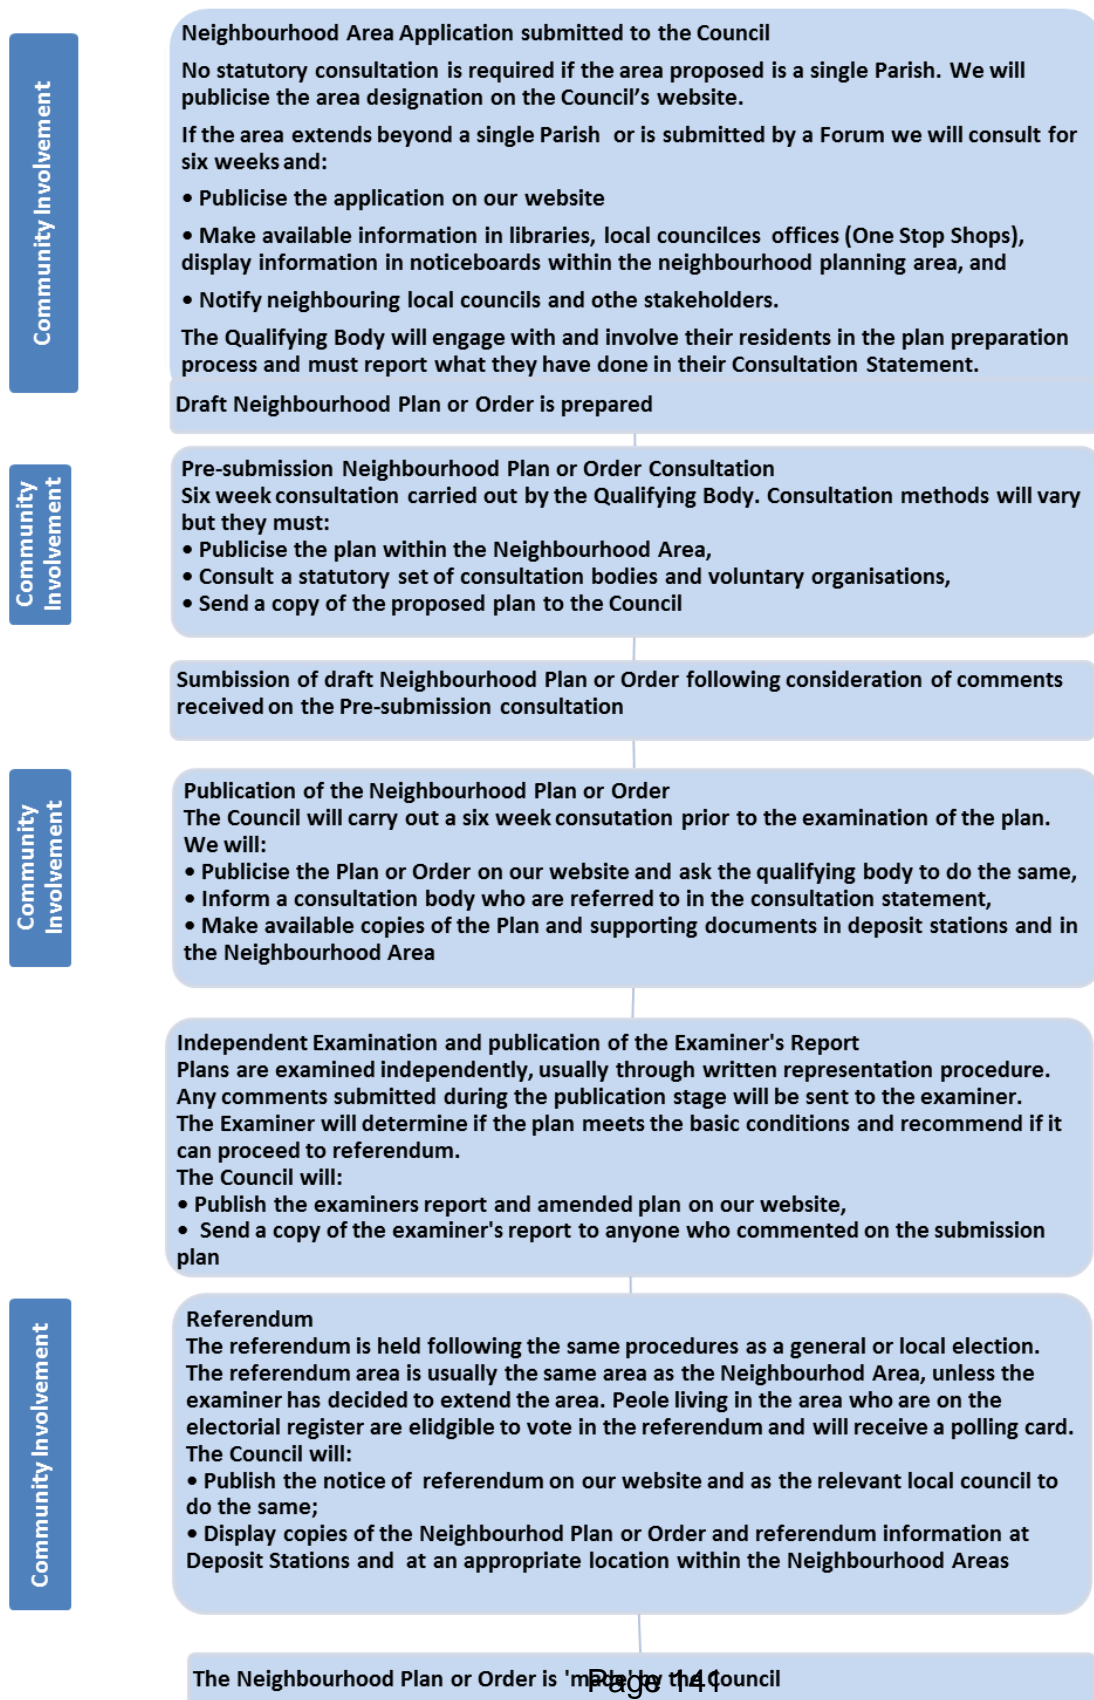 Community Involvement
Neighbourhood Area Application submitted to the Council
No statutory consultation is required if the area proposed is a single Parish. We will
publicise the area designation on the Council’s website.
If the area extends beyond a single Parish or is submitted by a Forum we will consult for
six weeks and:
• Publicise the application on our website
• Make available information in libraries, local councilces offices (One Stop Shops),
display information in noticeboards within the neighbourhood planning area, and
• Notify neighbouring local councils and othe stakeholders.
The Qualifying Body will engage with and involve their residents in the plan preparation
process and must report what they have done in their Consultation Statement.
Draft Neighbourhood Plan or Order is prepared
Community
Involvement
Pre-submission Neighbourhood Plan or Order Consultation
Six week consultation carried out by the Qualifying Body. Consultation methods will vary
but they must:
• Publicise the plan within the Neighbourhood Area,
• Consult a statutory set of consultation bodies and voluntary organisations,
• Send a copy of the proposed plan to the Council
Sumbission of draft Neighbourhood Plan or Order following consideration of comments
received on the Pre-submission consultation
Community
Involvement
Publication of the Neighbourhood Plan or Order
The Council will carry out a six week consutation prior to the examination of the plan.
We will:
• Publicise the Plan or Order on our website and ask the qualifying body to do the same,
• Inform a consultation body who are referred to in the consultation statement,
• Make available copies of the Plan and supporting documents in deposit stations and in
the Neighbourhood Area
Independent Examination and publication of the Examiner's Report
Plans are examined independently, usually through written representation procedure.
Any comments submitted during the publication stage will be sent to the examiner.
The Examiner will determine if the plan meets the basic conditions and recommend if it
can proceed to referendum.
The Council will:
• Publish the examiners report and amended plan on our website,
• Send a copy of the examiner's report to anyone who commented on the submission
plan
Community Involvement
Referendum
The referendum is held following the same procedures as a general or local election.
The referendum area is usually the same area as the Neighbourhod Area, unless the
examiner has decided to extend the area. Peole living in the area who are on the
electorial register are elidgible to vote in the referendum and will receive a polling card.
The Council will:
• Publish the notice of referendum on our website and as the relevant local council to
do the same;
• Display copies of the Neighbourhod Plan or Order and referendum information at
Deposit Stations and at an appropriate location within the Neighbourhood Areas
The Neighbourhood Plan or Order is 'made' by the Council
Page 141